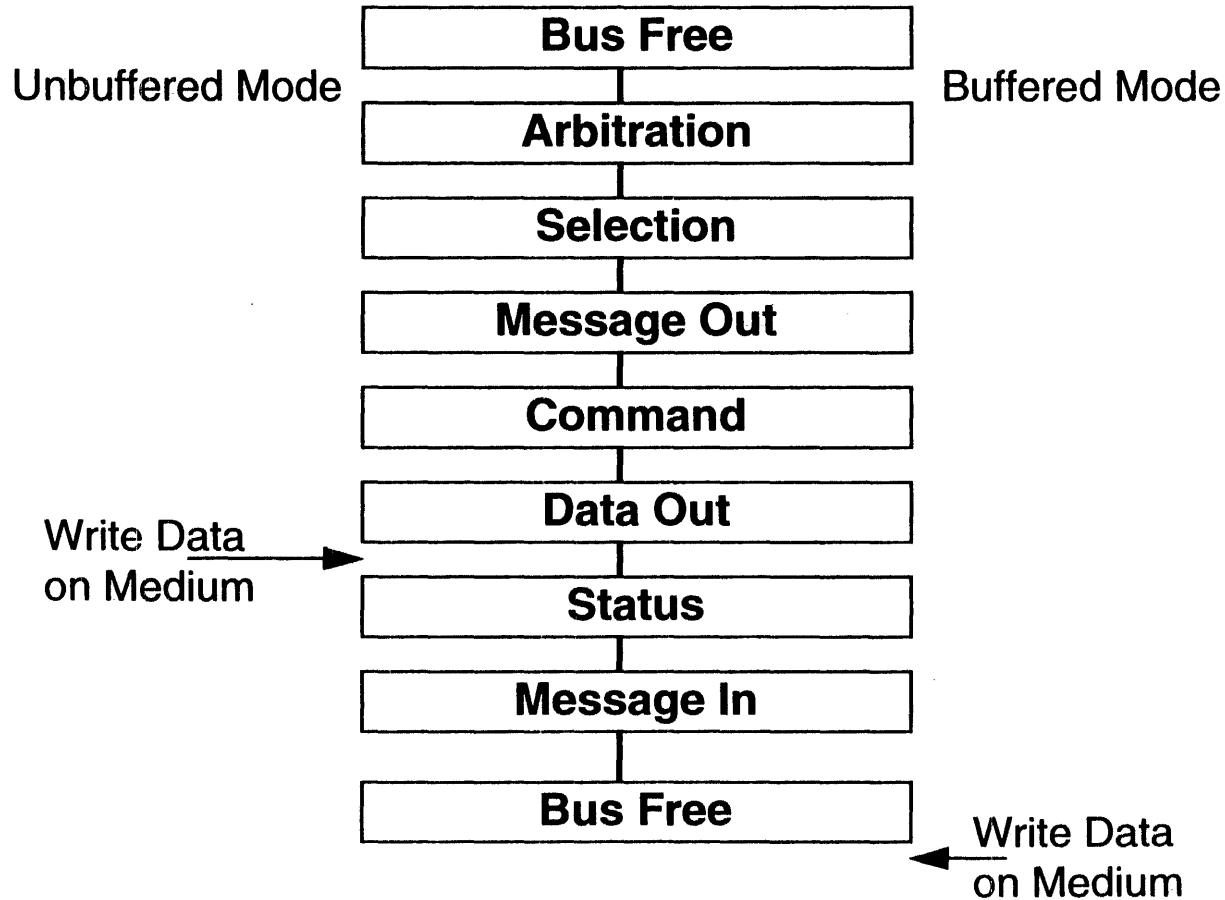 Bus Free
Unbuffered Mode
Buffered Mode
Arbitration
Selection
Message Out
Command
Data Out
Write Data
on Medium
Status
Message In
Bus Free
Write Data
on Medium